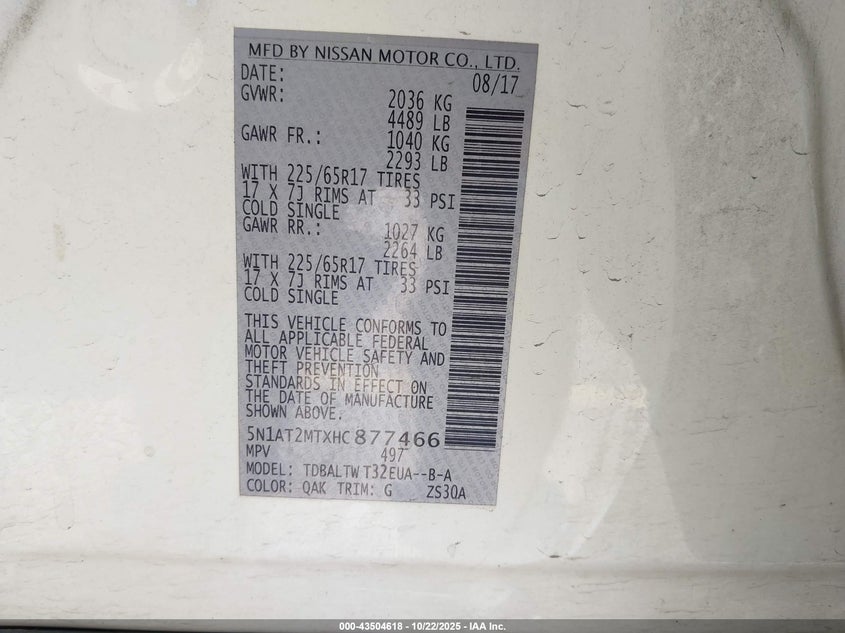 MFD BY NISSAN MOTOR CO., LTD.
DATE: 08/17
GVWR: 2036 KG
4489 LB
GAWR FR.: 1040 KG
2293 LB
WITH 225/65R17 TIRES
17 X 7J RIMS AT 33 PSI
COLD SINGLE
GAWR RR.: 1027 KG
2264 LB
WITH 225/65R17 TIRES
17 X 7J RIMS AT 33 PSI
COLD SINGLE
THIS VEHICLE CONFORMS TO
ALL APPLICABLE FEDERAL
MOTOR VEHICLE SAFETY AND
THEFT PREVENTION
STANDARDS IN EFFECT ON
THE DATE OF MANUFACTURE
SHOWN ABOVE.
5N1AT2MTXHC877466
MPV 497
MODEL: TDBALTW T32EUA--B-A
COLOR: QAK TRIM: G ZS30A
000-43504618 - 10/22/2025 - IAA Inc.